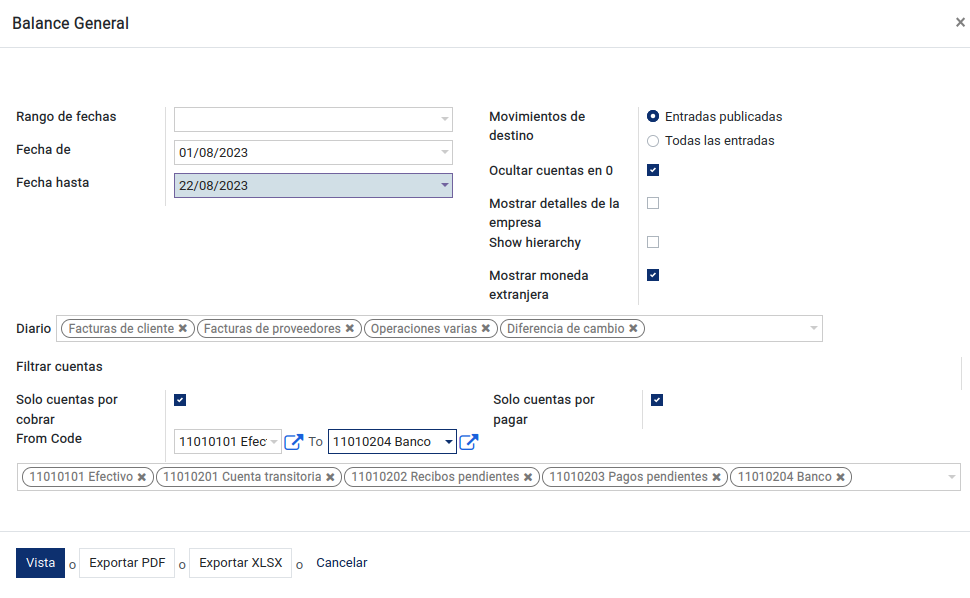 Balance General
×
Rango de fechas
Fecha de
01/08/2023
Fecha hasta
22/08/2023
Movimientos de
destino
Entradas publicadas
Todas las entradas
Ocultar cuentas en 0
Mostrar detalles de la
empresa
Show hierarchy
Mostrar moneda
extranjera
Diario Facturas de cliente ✖ Facturas de proveedores ✖ Operaciones varias ✖ Diferencia de cambio ✖
Filtrar cuentas
Solo cuentas por
cobrar
Solo cuentas por
pagar
From Code
11010101 Efec To 11010204 Banco
11010101 Efectivo ✖ 11010201 Cuenta transitoria ✖ 11010202 Recibos pendientes ✖ 11010203 Pagos pendientes ✖ 11010204 Banco ✖
Vista o Exportar PDF o Exportar XLSX o Cancelar